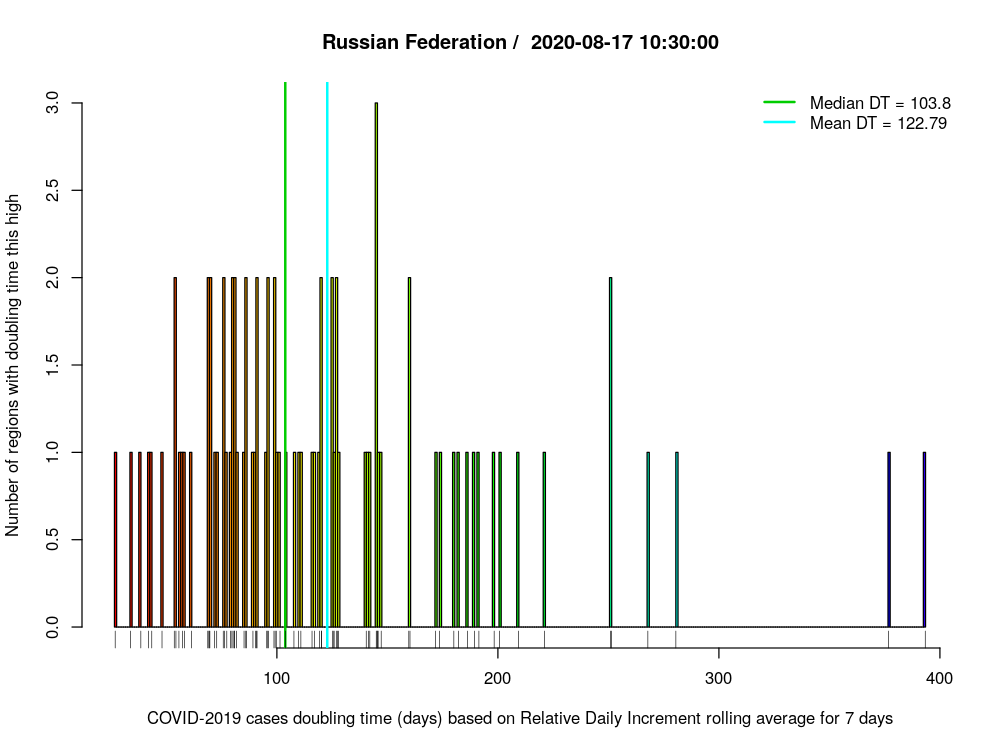 Russian Federation /  2020-08-17 10:30:00
Median DT = 103.8
Mean DT = 122.79
Number of regions with doubling time this high
3.0
2.5
2.0
1.5
1.0
0.5
0.0
100
200
300
400
COVID-2019 cases doubling time (days) based on Relative Daily Increment rolling average for 7 days